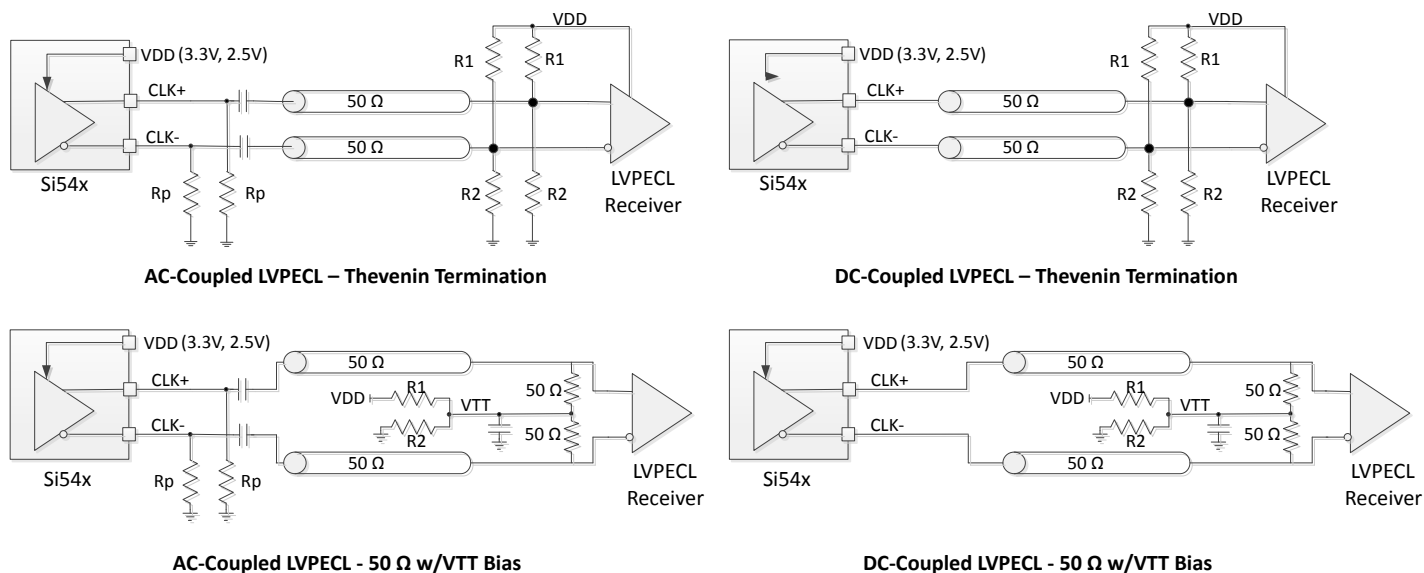 VDD (3.3V, 2.5V)
CLK+
CLK-
Si54x
Rp
Rp
50 Ω
50 Ω
VDD
R1
R1
R2
R2
LVPECL
Receiver
AC-Coupled LVPECL – Thevenin Termination
VDD (3.3V, 2.5V)
CLK+
CLK-
Si54x
50 Ω
50 Ω
VDD
R1
R1
R2
R2
LVPECL
Receiver
DC-Coupled LVPECL – Thevenin Termination
VDD (3.3V, 2.5V)
CLK+
CLK-
Si54x
Rp
Rp
50 Ω
VDD
R1
R2
VTT
50 Ω
50 Ω
50 Ω
LVPECL
Receiver
AC-Coupled LVPECL - 50 Ω w/VTT Bias
VDD (3.3V, 2.5V)
CLK+
CLK-
Si54x
50 Ω
VDD
R1
R2
VTT
50 Ω
50 Ω
50 Ω
LVPECL
Receiver
DC-Coupled LVPECL - 50 Ω w/VTT Bias